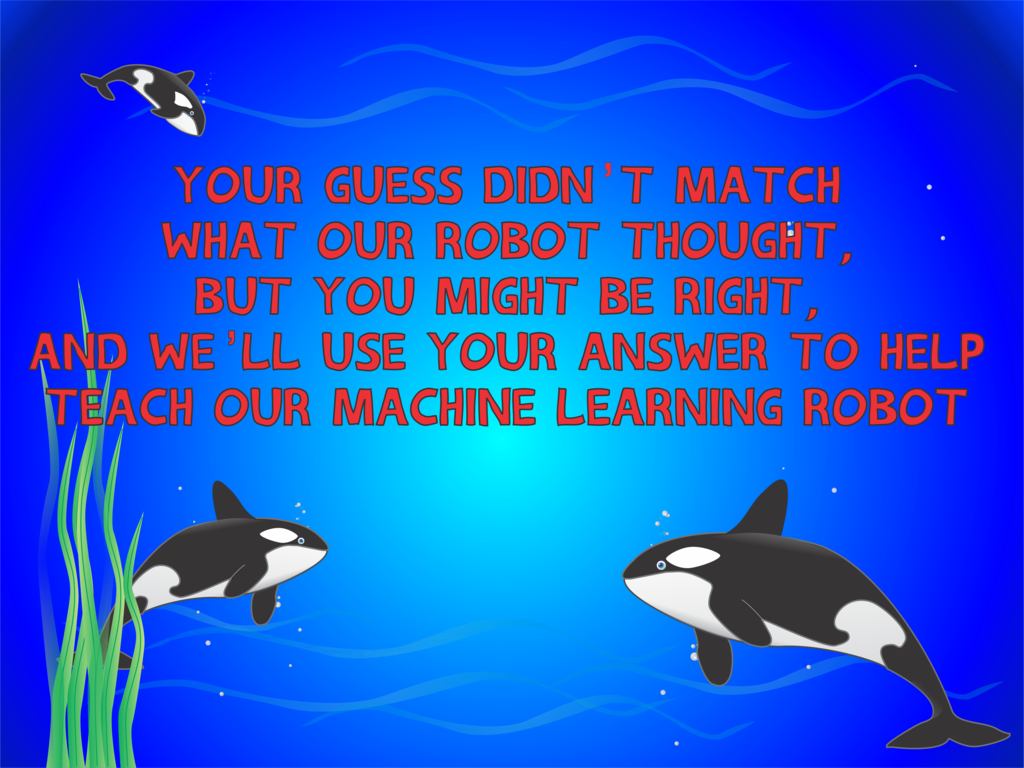 YOUR GUESS DIDN'T MATCH
WHAT OUR ROBOT THOUGHT,
BUT YOU MIGHT BE RIGHT,
AND WE'LL USE YOUR ANSWER TO HELP
TEACH OUR MACHINE LEARNING ROBOT